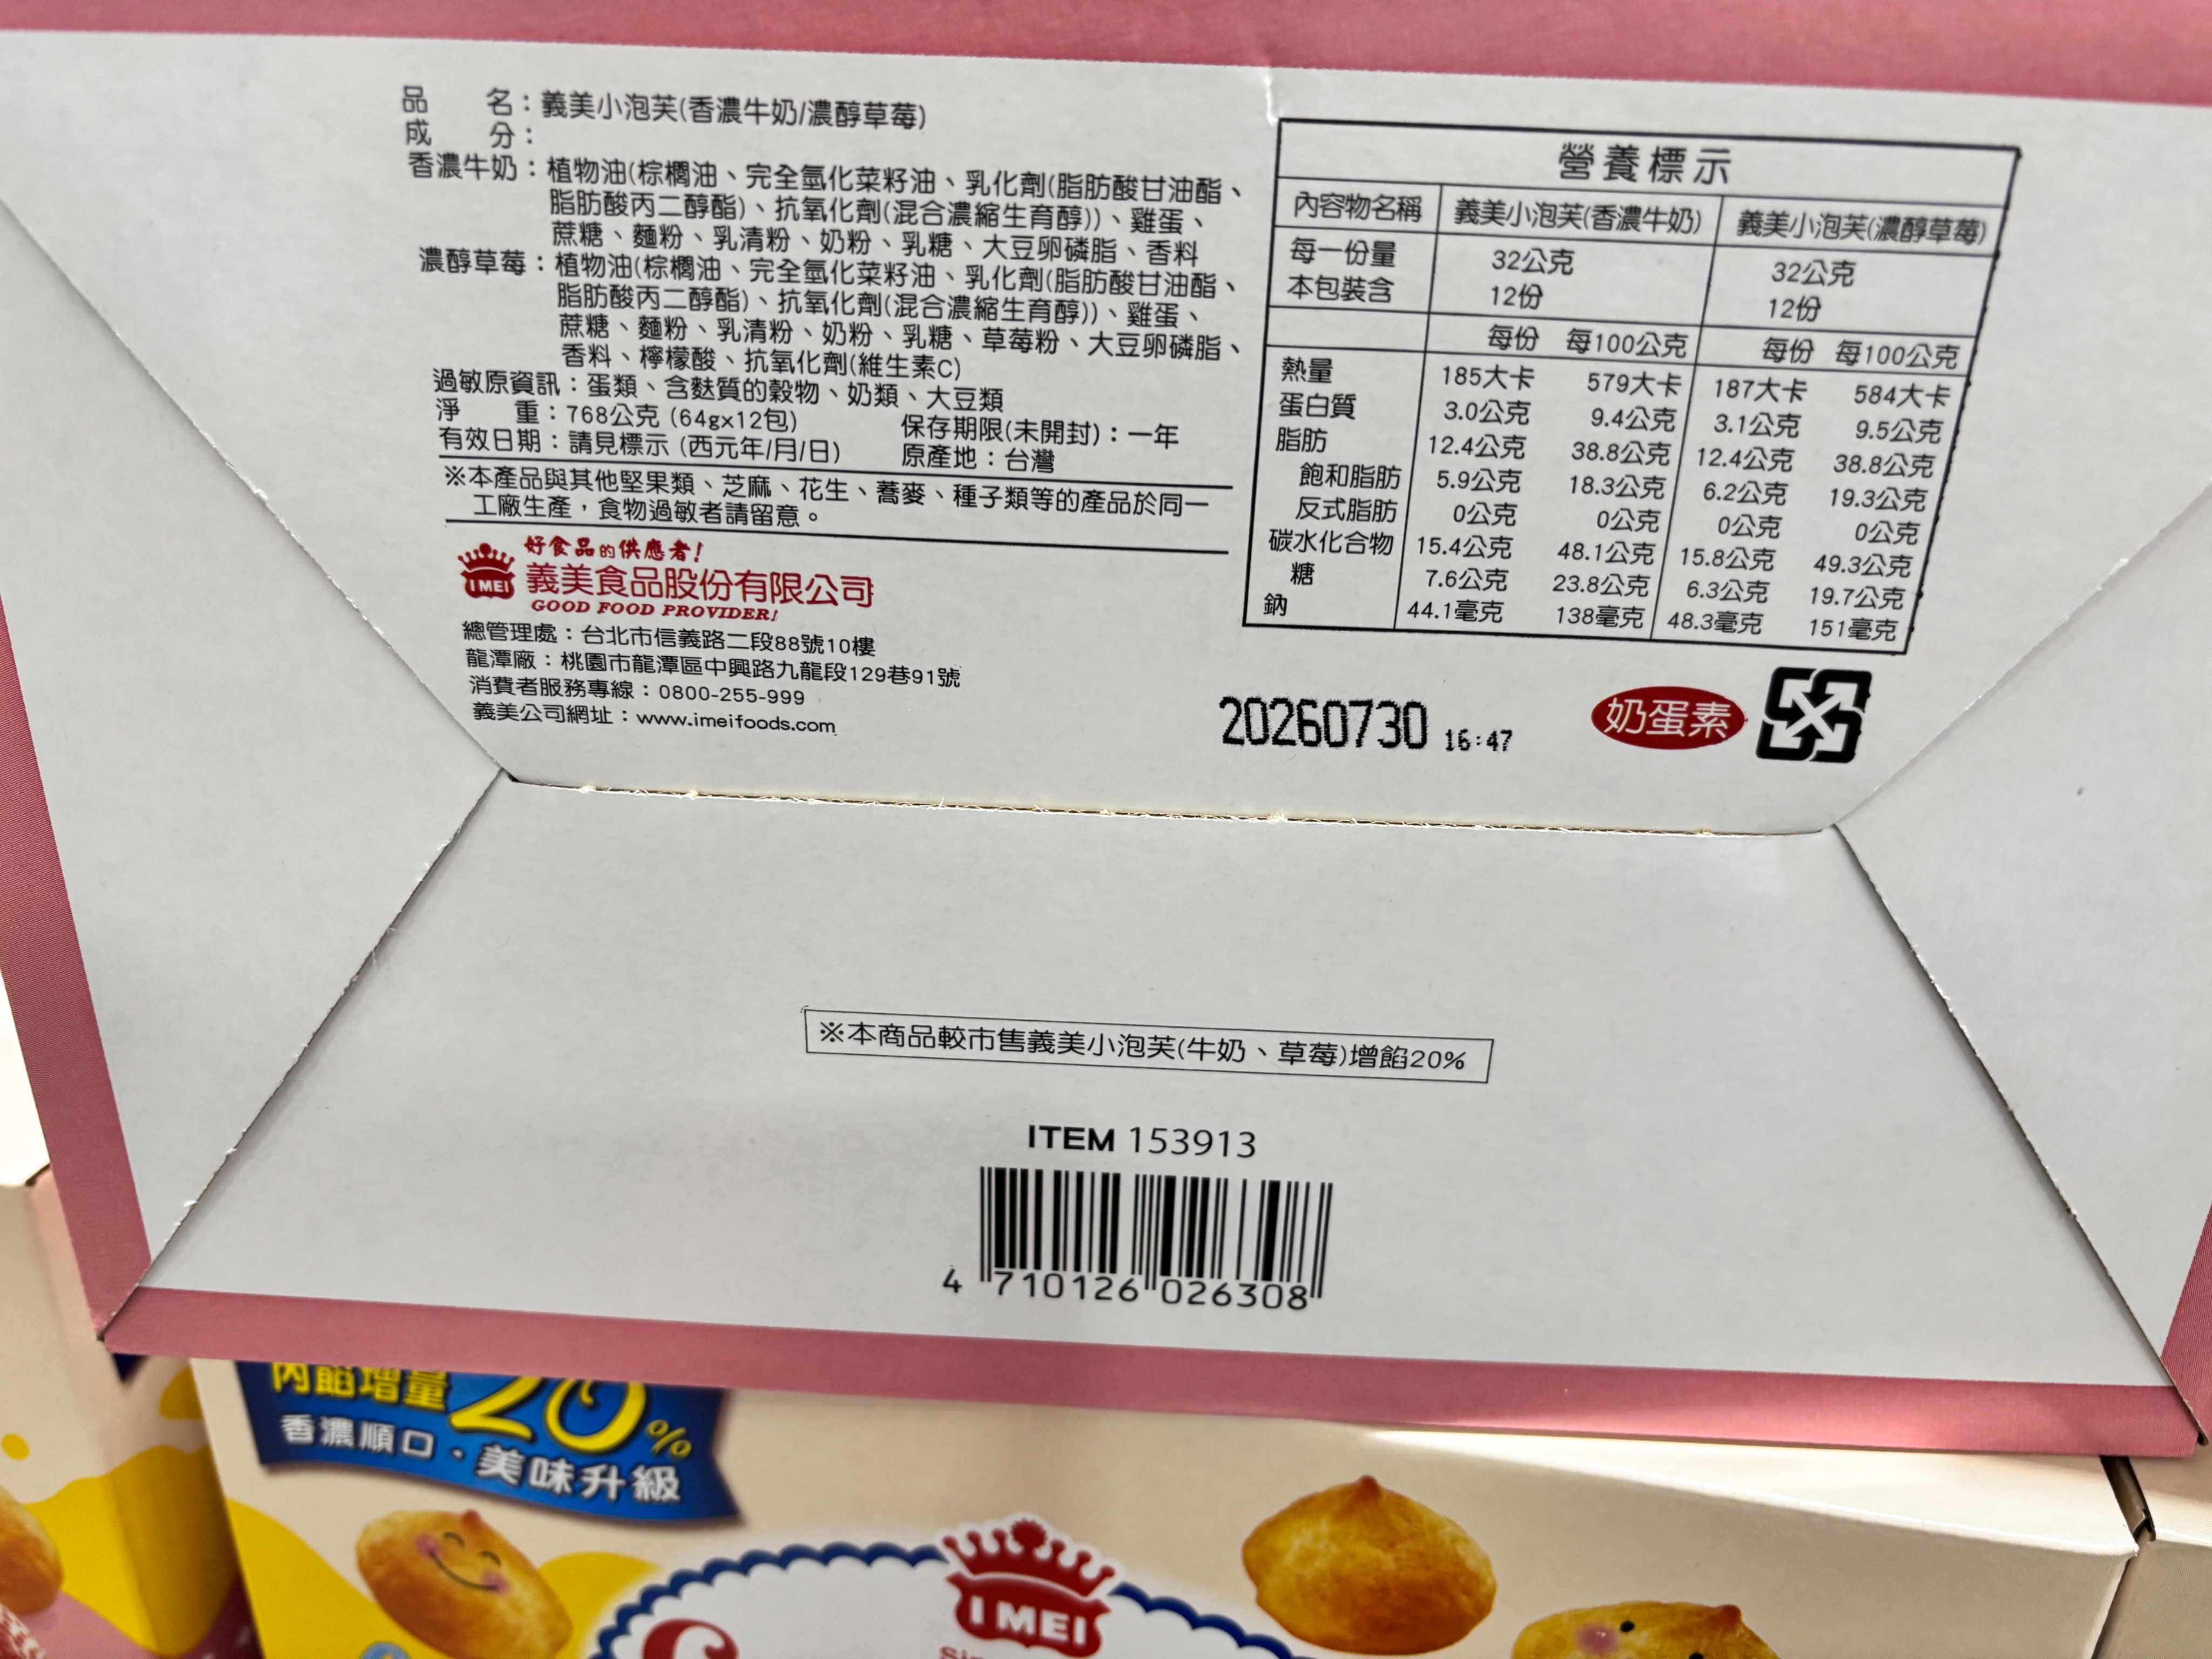 品　　名：義美小泡芙(香濃牛奶/濃醇草莓)
成　　分：
香濃牛奶：植物油(棕櫚油、完全氫化菜籽油、乳化劑(脂肪酸甘油酯、
脂肪酸丙二醇酯)、抗氧化劑(混合濃縮生育醇))、雞蛋、
蔗糖、麵粉、乳清粉、奶粉、乳糖、大豆卵磷脂、香料
濃醇草莓：植物油(棕櫚油、完全氫化菜籽油、乳化劑(脂肪酸甘油酯、
脂肪酸丙二醇酯)、抗氧化劑(混合濃縮生育醇))、雞蛋、
蔗糖、麵粉、乳清粉、奶粉、乳糖、草莓粉、大豆卵磷脂、
香料、檸檬酸、抗氧化劑(維生素C)
過敏原資訊：蛋類、含麩質的穀物、奶類、大豆類
淨　　重：768公克 (64gx12包)　保存期限(未開封)：一年
有效日期：請見標示 (西元年/月/日)　原產地：台灣
※本產品與其他堅果類、芝麻、花生、蕎麥、種子類等的產品於同一
工廠生產，食物過敏者請留意。
I MEI
好食品的供應者!
義美食品股份有限公司
GOOD FOOD PROVIDER!
總管理處：台北市信義路二段88號10樓
龍潭廠：桃園市龍潭區中興路九龍段129巷91號
消費者服務專線：0800-255-999
義美公司網址：www.imeifoods.com
營養標示
內容物名稱 義美小泡芙(香濃牛奶) 義美小泡芙(濃醇草莓)
每一份量 32公克 32公克
本包裝含 12份 12份
每份 每100公克 每份 每100公克
熱量 185大卡 579大卡 187大卡 584大卡
蛋白質 3.0公克 9.4公克 3.1公克 9.5公克
脂肪 12.4公克 38.8公克 12.4公克 38.8公克
飽和脂肪 5.9公克 18.3公克 6.2公克 19.3公克
反式脂肪 0公克 0公克 0公克 0公克
碳水化合物 15.4公克 48.1公克 15.8公克 49.3公克
糖 7.6公克 23.8公克 6.3公克 19.7公克
鈉 44.1毫克 138毫克 48.3毫克 151毫克
20260730 16:47
奶蛋素
※本商品較市售義美小泡芙(牛奶、草莓)增餡20%
ITEM 153913
4 710126 026308
內餡增量20%
香濃順口·美味升級
I MEI